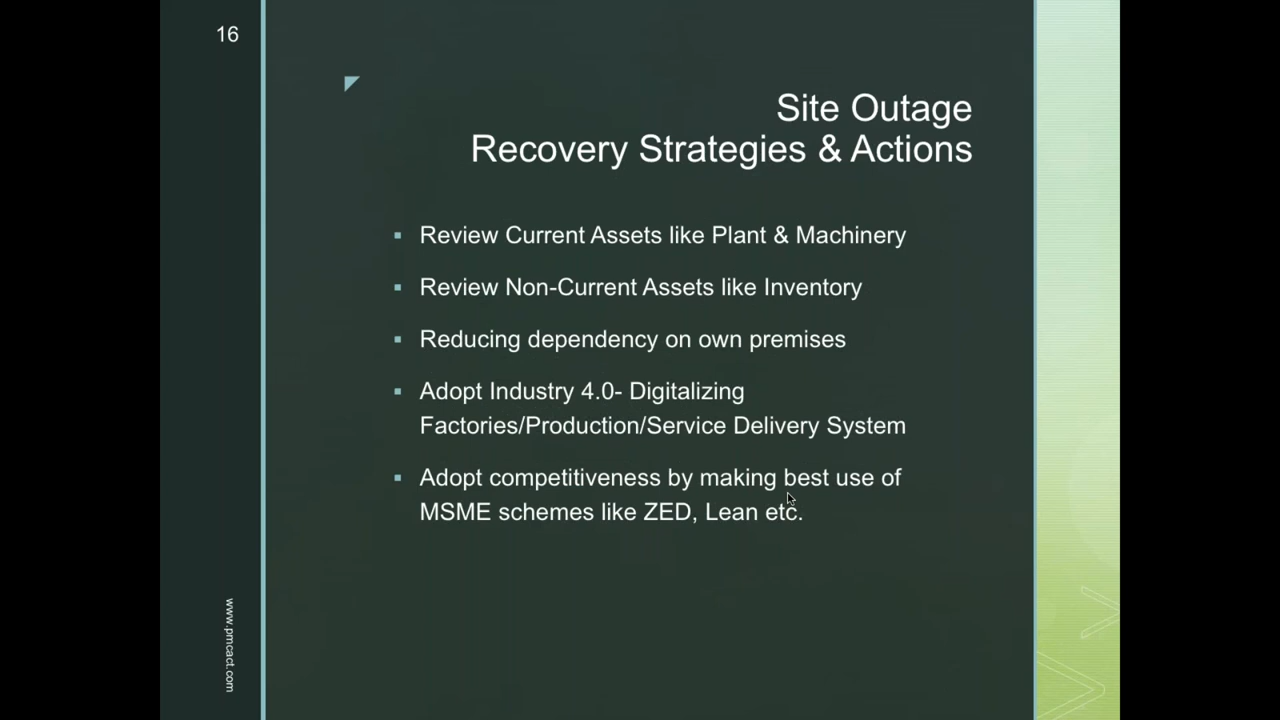 16
Site Outage
Recovery Strategies & Actions
▪ Review Current Assets like Plant & Machinery
▪ Review Non-Current Assets like Inventory
▪ Reducing dependency on own premises
▪ Adopt Industry 4.0- Digitalizing
Factories/Production/Service Delivery System
▪ Adopt competitiveness by making best use of
MSME schemes like ZED, Lean etc.
www.pmcact.com